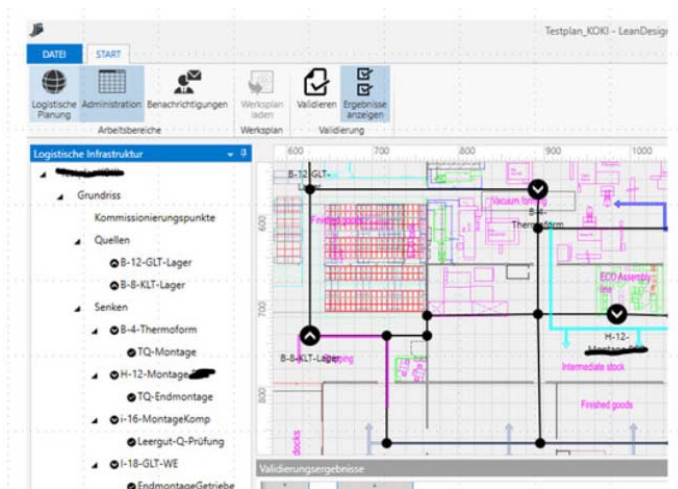 Testplan_KOKI - LeanDesign
DATEI START
Logistische Planung
Administration
Benachrichtigungen
Werksplan laden
Validieren
Ergebnisse anzeigen
Arbeitsbereiche
Werksplan
Validierung
Logistische Infrastruktur
Grundriss
Kommissionierungspunkte
Quellen
B-12-GLT-Lager
B-8-KLT-Lager
Senken
B-4-Thermoform
TQ-Montage
H-12-Montage
TQ-Endmontage
i-16-MontageKomp
Leergut-Q-Prüfung
I-18-GLT-WE
EndmontageGetriebe
600 700 800 900 1000
600
700
800
B-12-GLT-
Finished goods
Vacuum forming
B-4-
ECO Assembly
line
H-12-
B-8-KLT-Lager
Intermediate stock
Finished goods
docks
Validierungsergebnisse